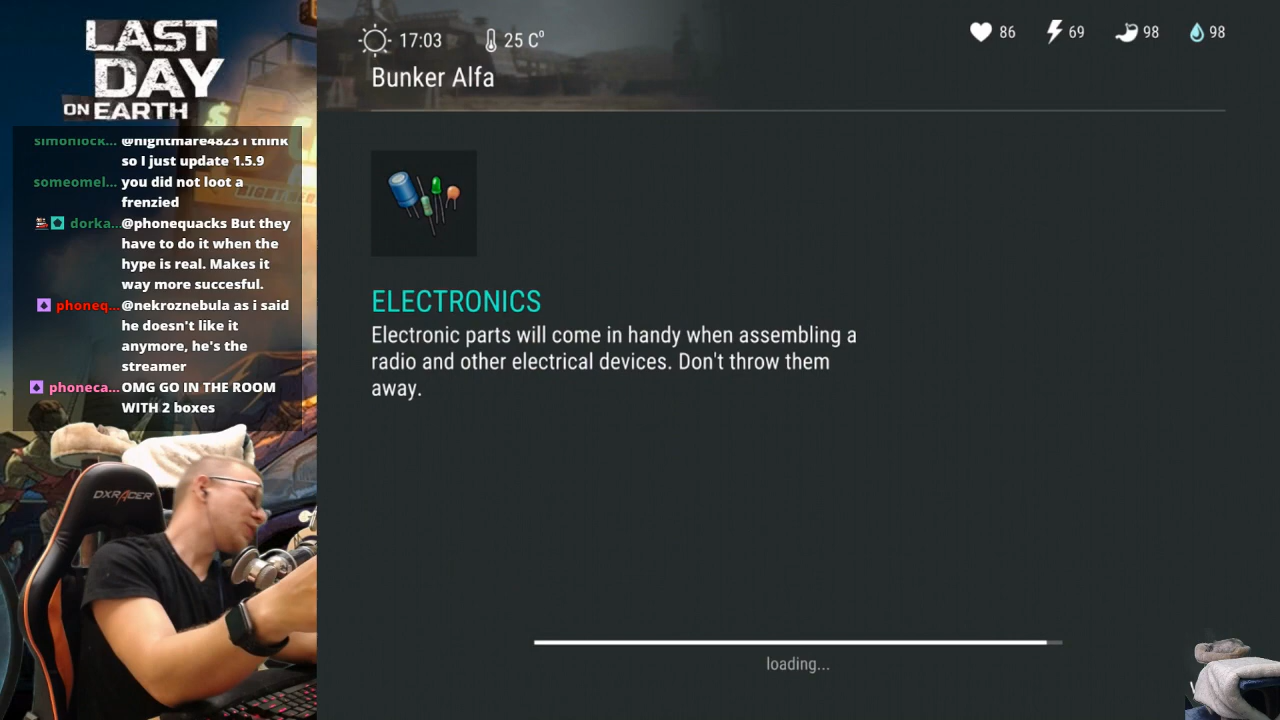 LAST
DAY
ON EARTH
simonlock... @nightmare4823 I think
so I just update 1.5.9
someomel... you did not loot a
frenzied
dorka... @phonequacks But they
have to do it when the
hype is real. Makes it
way more succesful.
phoneq... @nekroznebula as i said
he doesn't like it
anymore, he's the
streamer
phoneca... OMG GO IN THE ROOM
WITH 2 boxes
DXRACER
17:03
25 C°
86
69
98
98
Bunker Alfa
ELECTRONICS
Electronic parts will come in handy when assembling a
radio and other electrical devices. Don't throw them
away.
loading...